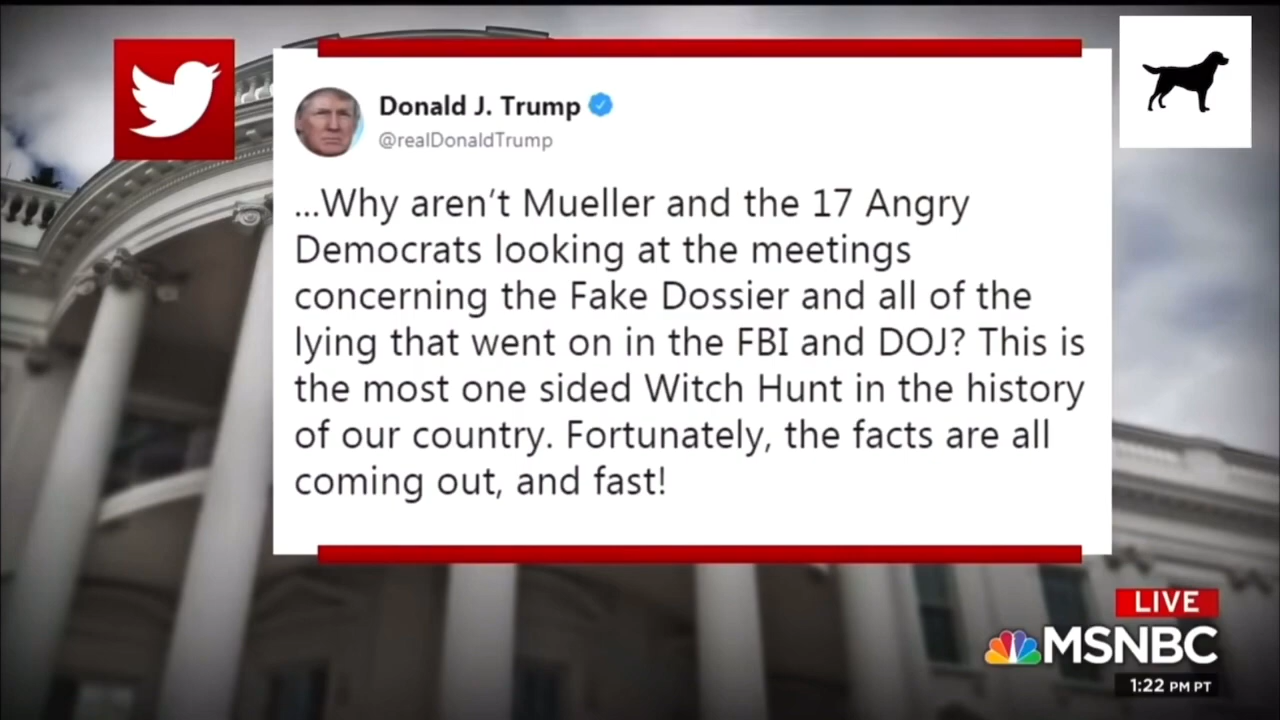 Donald J. Trump
@realDonaldTrump
...Why aren't Mueller and the 17 Angry
Democrats looking at the meetings
concerning the Fake Dossier and all of the
lying that went on in the FBI and DOJ? This is
the most one sided Witch Hunt in the history
of our country. Fortunately, the facts are all
coming out, and fast!
LIVE
MSNBC
1:22 PM PT